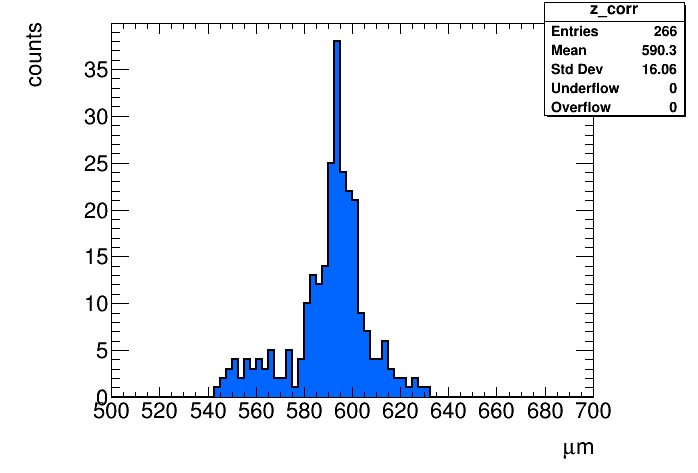 z_corr
Entries 266
Mean 590.3
Std Dev 16.06
Underflow 0
Overflow 0
counts
35
30
25
20
15
10
5
0
500 520 540 560 580 600 620 640 660 680 700
μm